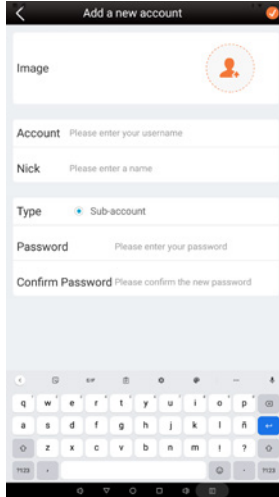 Add a new account
Image
Account Please enter your username
Nick Please enter a name
Type Sub-account
Password Please enter your password
Confirm Password Please confirm the new password
GIF
q w e r t y u i o p
a s d f g h j k l ñ
z x c v b n m ! ?
?123 , . ?123